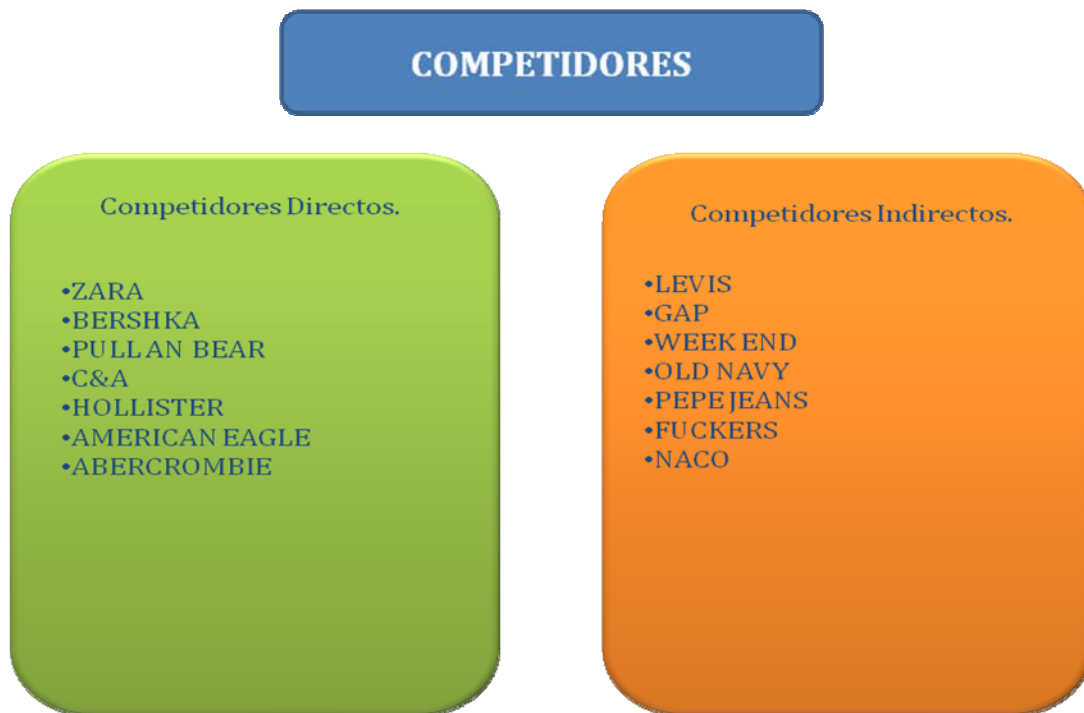 COMPETIDORES
Competidores Directos.
•ZARA
•BERSHKA
•PULL AN BEAR
•C&A
•HOLLISTER
•AMERICAN EAGLE
•ABERCROMBIE
Competidores Indirectos.
•LEVIS
•GAP
•WEEK END
•OLD NAVY
•PEPE JEANS
•FUCKERS
•NACO